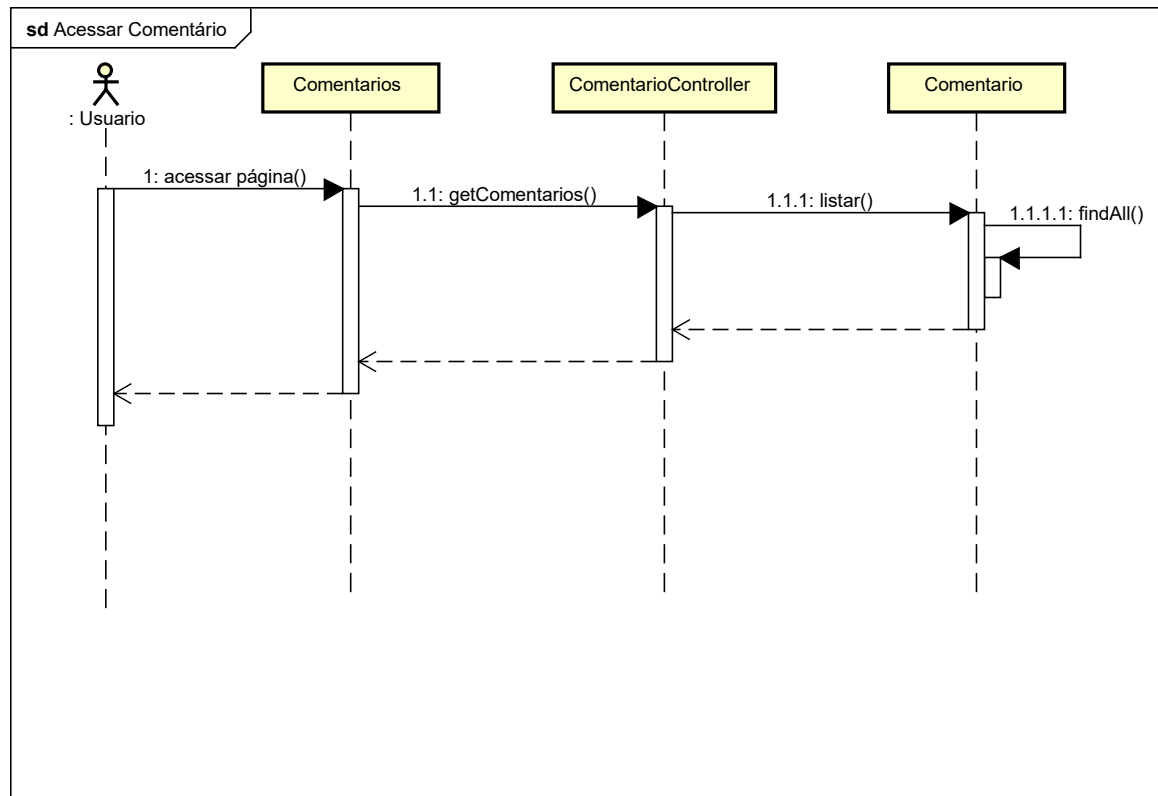 sd Acessar Comentário
: Usuario
Comentarios
ComentarioController
Comentario
1: acessar página()
1.1: getComentarios()
1.1.1: listar()
1.1.1.1: findAll()